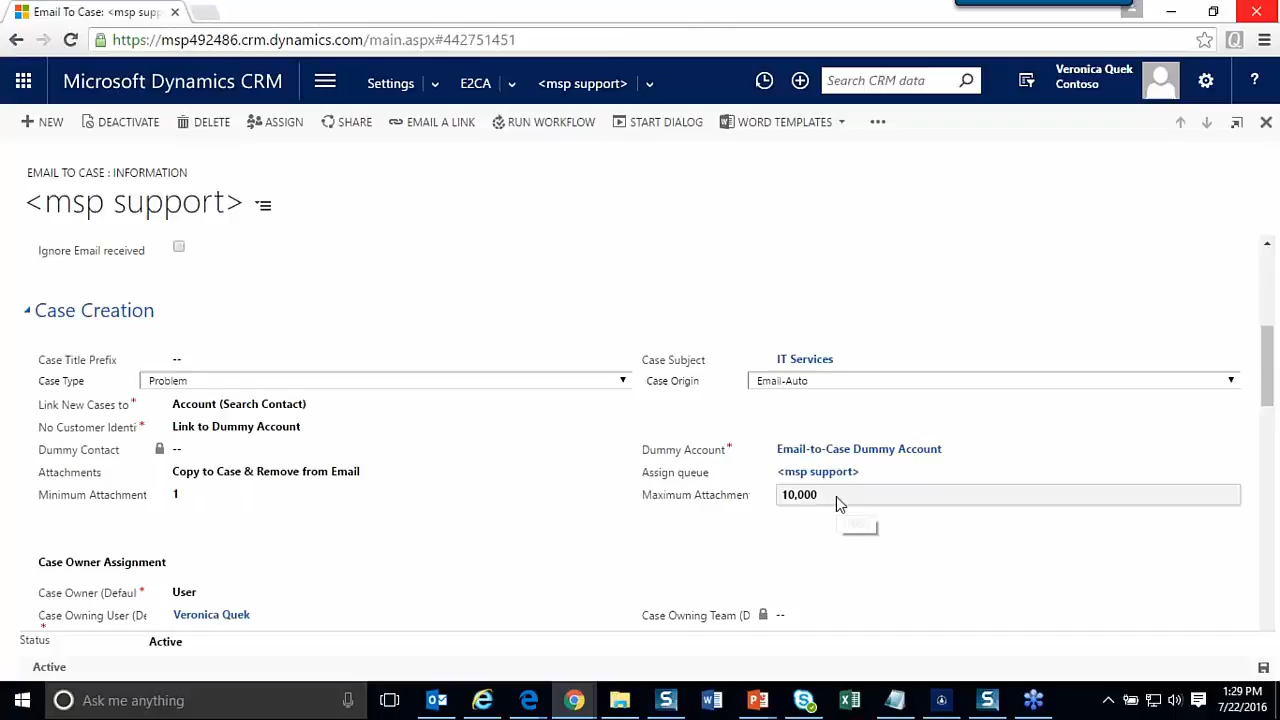 Email To Case: <msp supp
https://msp492486.crm.dynamics.com/main.aspx#442751451
Microsoft Dynamics CRM Settings E2CA <msp support> Search CRM data Veronica Quek Contoso ?
NEW DEACTIVATE DELETE ASSIGN SHARE EMAIL A LINK RUN WORKFLOW START DIALOG WORD TEMPLATES
EMAIL TO CASE : INFORMATION
<msp support>
Ignore Email received
Case Creation
Case Title Prefix -- Case Subject IT Services
Case Type Problem Case Origin Email-Auto
Link New Cases to * Account (Search Contact)
No Customer Identi * Link to Dummy Account
Dummy Contact -- Dummy Account * Email-to-Case Dummy Account
Attachments Copy to Case & Remove from Email Assign queue <msp support>
Minimum Attachment 1 Maximum Attachmen 10,000
Case Owner Assignment
Case Owner (Defaul * User
Case Owning User (De * Veronica Quek Case Owning Team (D --
Status Active
Active
Ask me anything 1:29 PM
7/22/2016